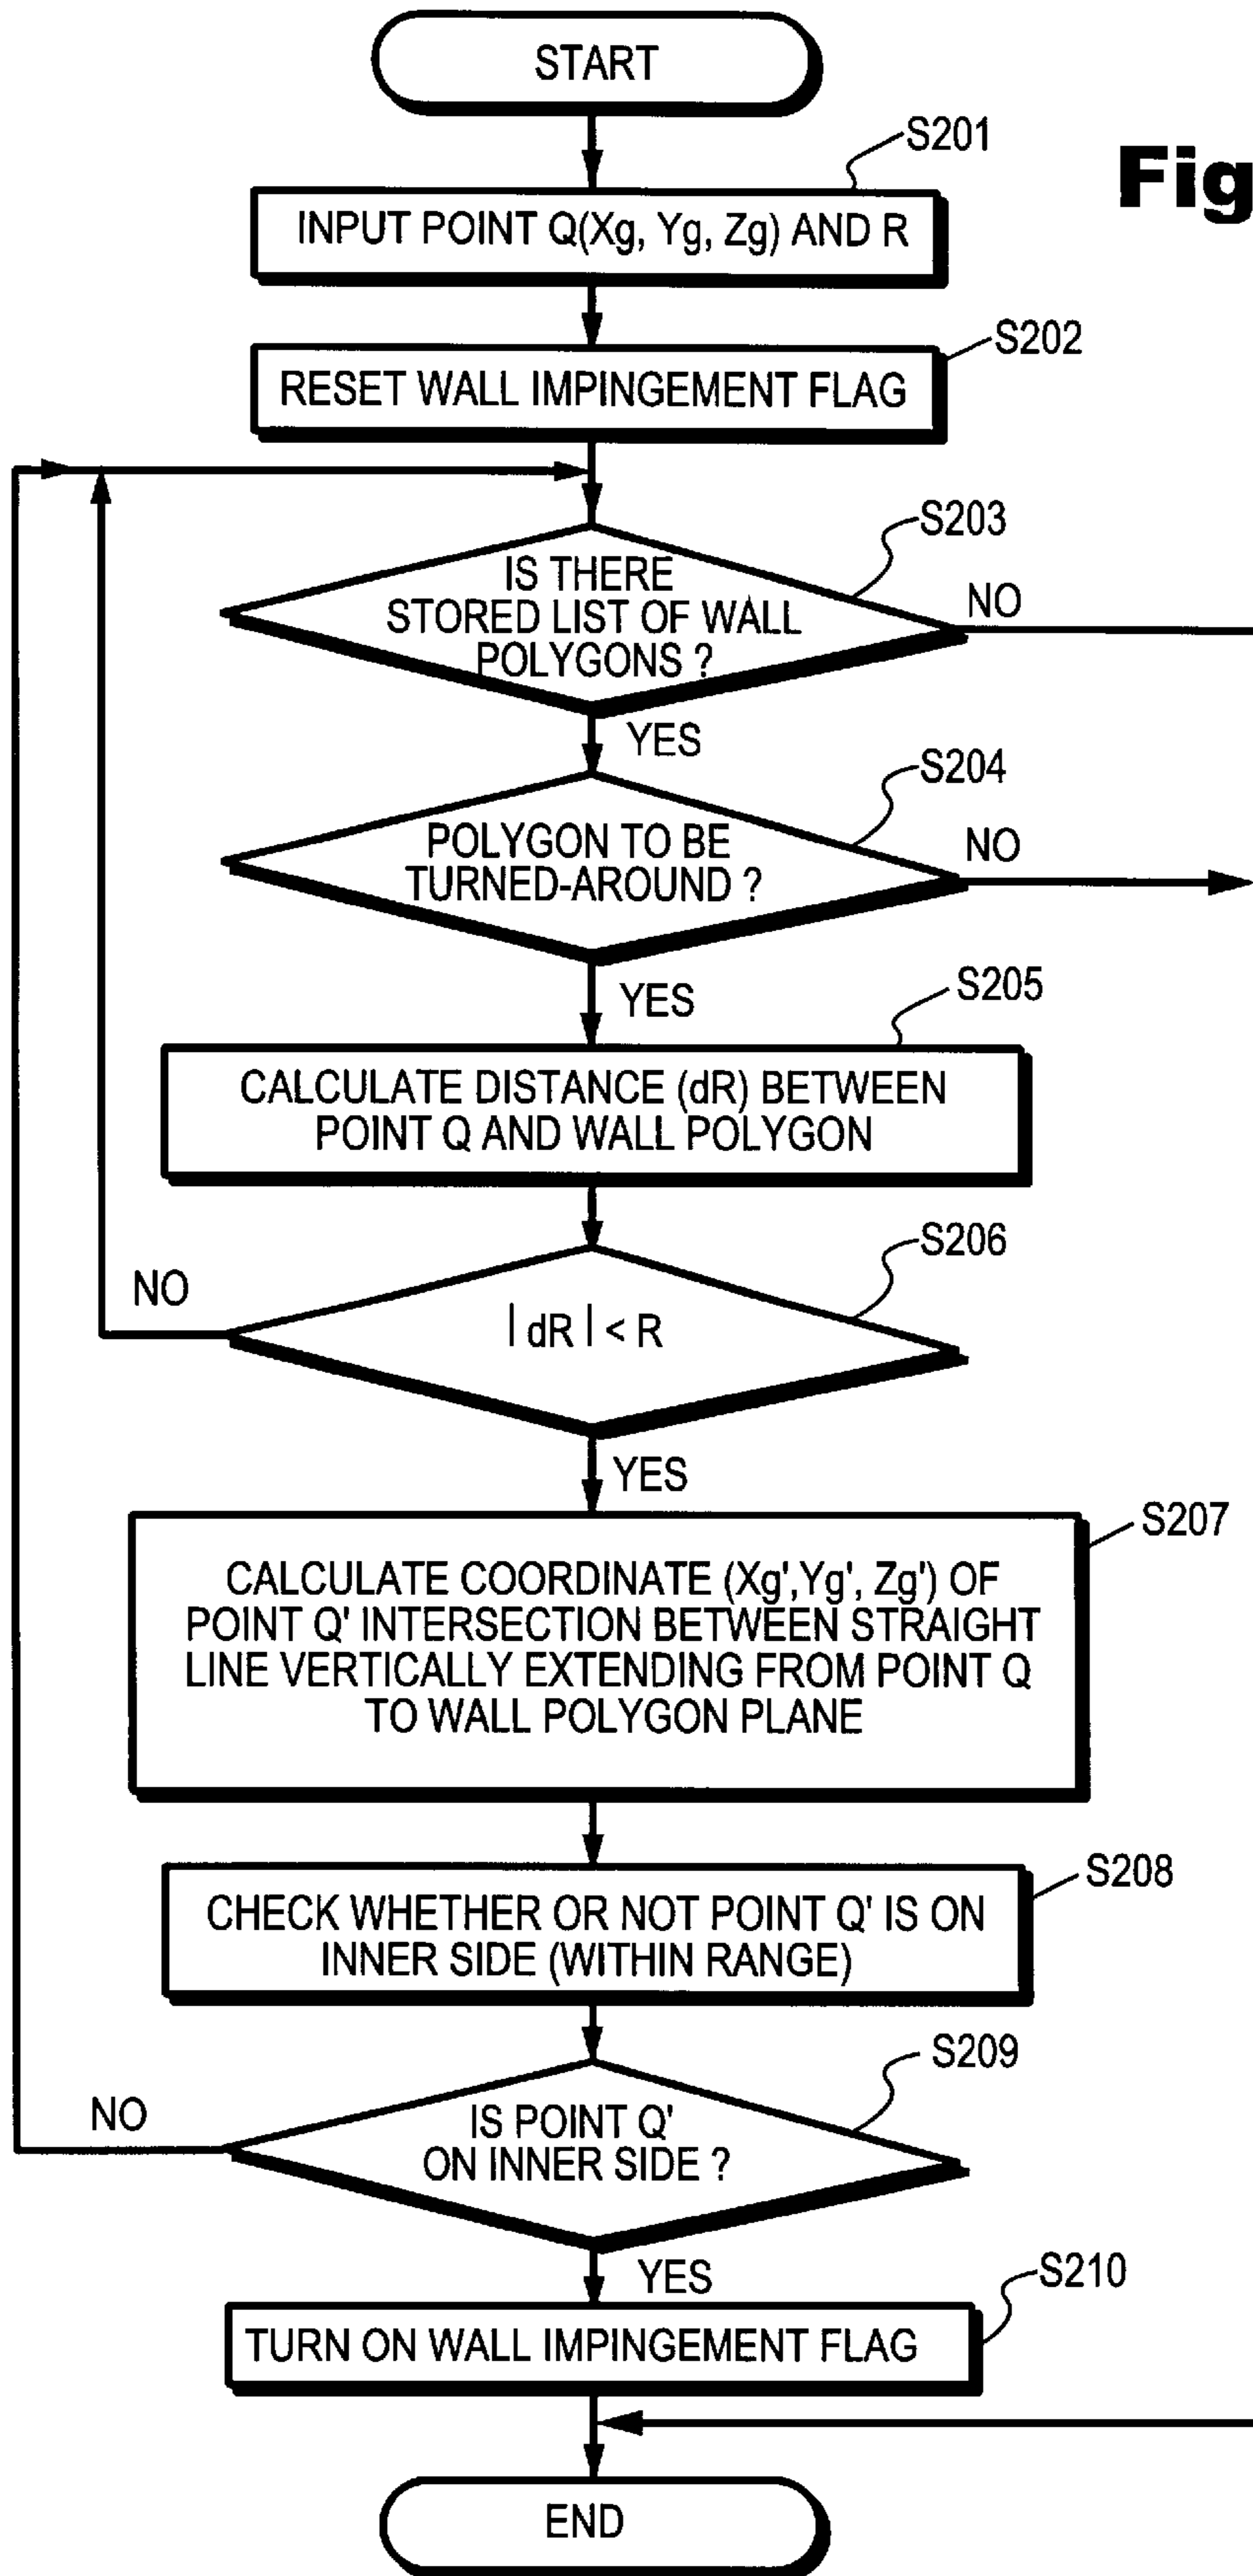 START
S201
Fig
INPUT POINT Q(Xg, Yg, Zg) AND R
S202
RESET WALL IMPINGEMENT FLAG
S203
IS THERE
STORED LIST OF WALL
POLYGONS ?
NO
YES
S204
POLYGON TO BE
TURNED-AROUND ?
NO
YES
S205
CALCULATE DISTANCE (dR) BETWEEN
POINT Q AND WALL POLYGON
S206
NO
| dR | < R
YES
S207
CALCULATE COORDINATE (Xg',Yg', Zg') OF
POINT Q' INTERSECTION BETWEEN STRAIGHT
LINE VERTICALLY EXTENDING FROM POINT Q
TO WALL POLYGON PLANE
S208
CHECK WHETHER OR NOT POINT Q' IS ON
INNER SIDE (WITHIN RANGE)
S209
NO
IS POINT Q'
ON INNER SIDE ?
YES
S210
TURN ON WALL IMPINGEMENT FLAG
END